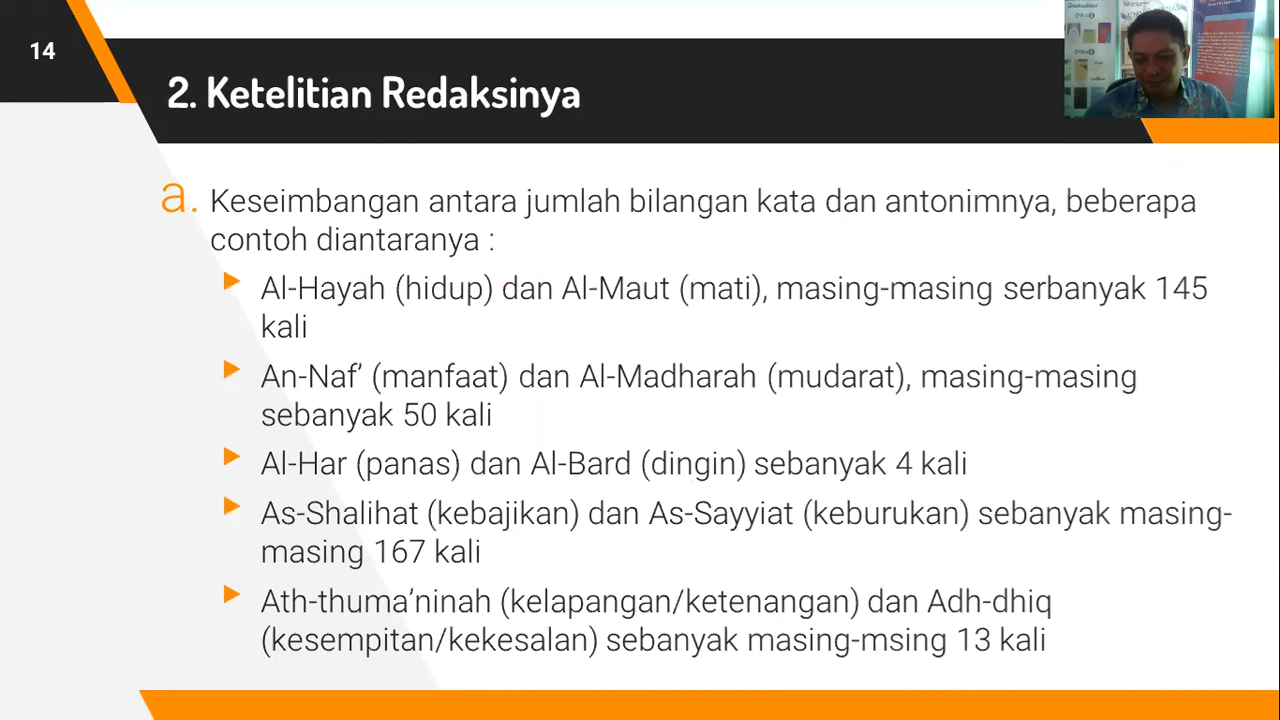 14
2. Ketelitian Redaksinya
a. Keseimbangan antara jumlah bilangan kata dan antonimnya, beberapa
contoh diantaranya :
Al-Hayah (hidup) dan Al-Maut (mati), masing-masing serbanyak 145
kali
An-Naf’ (manfaat) dan Al-Madharah (mudarat), masing-masing
sebanyak 50 kali
Al-Har (panas) dan Al-Bard (dingin) sebanyak 4 kali
As-Shalihat (kebajikan) dan As-Sayyiat (keburukan) sebanyak masing-
masing 167 kali
Ath-thuma’ninah (kelapangan/ketenangan) dan Adh-dhiq
(kesempitan/kekesalan) sebanyak masing-msing 13 kali